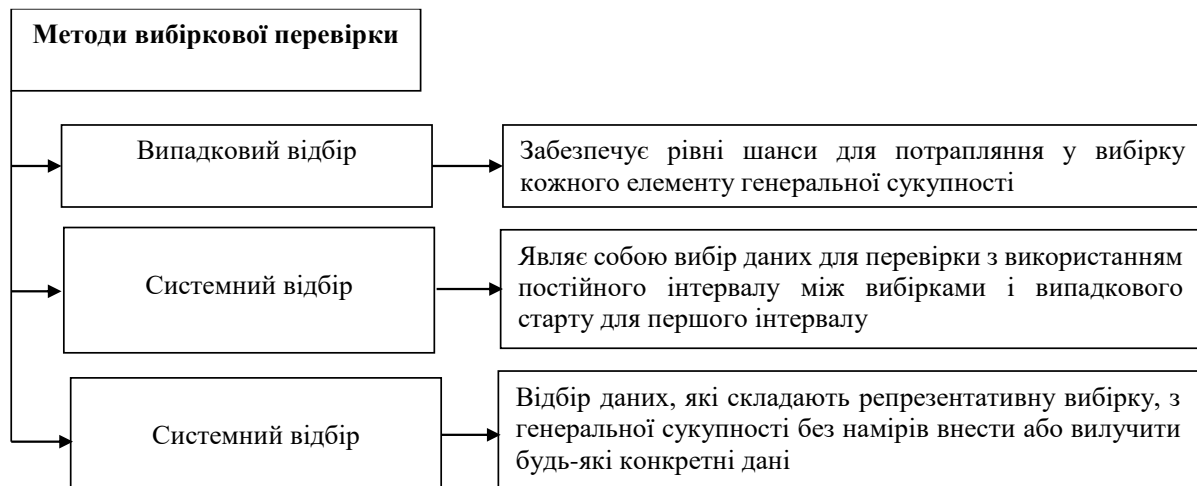 Методи вибіркової перевірки
Випадковий відбір
Забезпечує рівні шанси для потрапляння у вибірку
кожного елементу генеральної сукупності
Системний відбір
Являє собою вибір даних для перевірки з використанням
постійного інтервалу між вибірками і випадкового
старту для першого інтервалу
Системний відбір
Відбір даних, які складають репрезентативну вибірку, з
генеральної сукупності без намірів внести або вилучити
будь-які конкретні дані